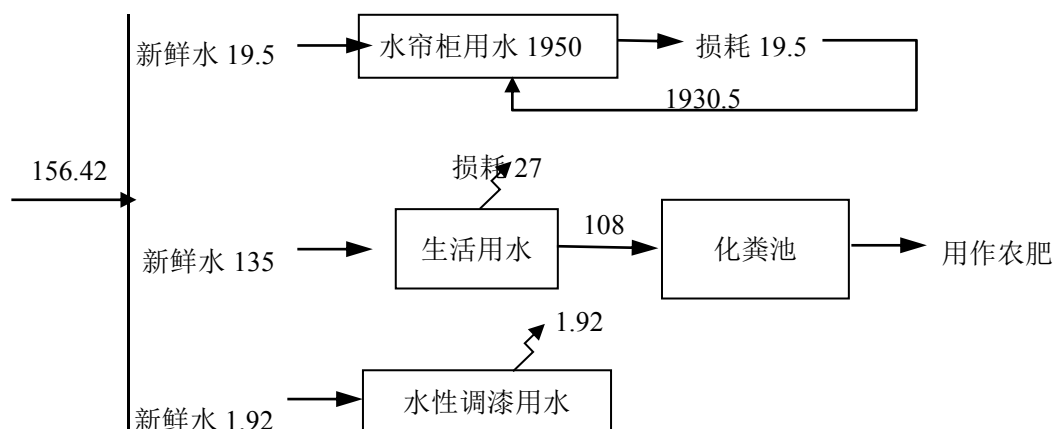 新鲜水 19.5
水帘柜用水 1950
损耗 19.5
1930.5
156.42
损耗 27
新鲜水 135
生活用水
108
化粪池
用作农肥
1.92
新鲜水 1.92
水性调漆用水